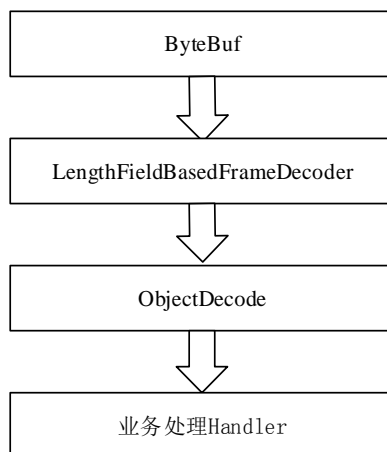 ByteBuf
LengthFieldBasedFrameDecoder
ObjectDecode
业务处理Handler